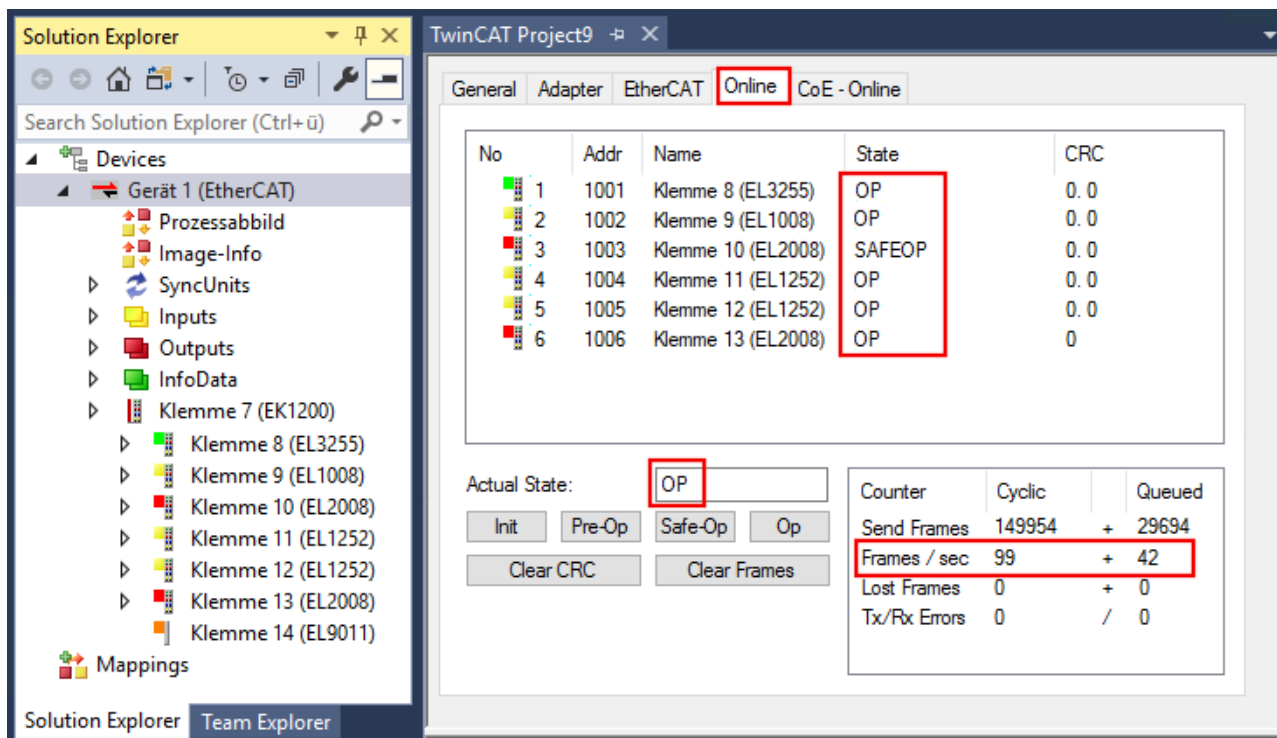 Solution Explorer
Search Solution Explorer (Ctrl+ü)
Devices
Gerät 1 (EtherCAT)
Prozessabbild
Image-Info
SyncUnits
Inputs
Outputs
InfoData
Klemme 7 (EK1200)
Klemme 8 (EL3255)
Klemme 9 (EL1008)
Klemme 10 (EL2008)
Klemme 11 (EL1252)
Klemme 12 (EL1252)
Klemme 13 (EL2008)
Klemme 14 (EL9011)
Mappings
Solution Explorer Team Explorer
TwinCAT Project9
General Adapter EtherCAT Online CoE - Online
No Addr Name State CRC
1 1001 Klemme 8 (EL3255) OP 0. 0
2 1002 Klemme 9 (EL1008) OP 0. 0
3 1003 Klemme 10 (EL2008) SAFEOP 0. 0
4 1004 Klemme 11 (EL1252) OP 0. 0
5 1005 Klemme 12 (EL1252) OP 0. 0
6 1006 Klemme 13 (EL2008) OP 0
Actual State: OP
Init Pre-Op Safe-Op Op
Clear CRC Clear Frames
Counter Cyclic Queued
Send Frames 149954 + 29694
Frames / sec 99 + 42
Lost Frames 0 + 0
Tx/Rx Errors 0 / 0